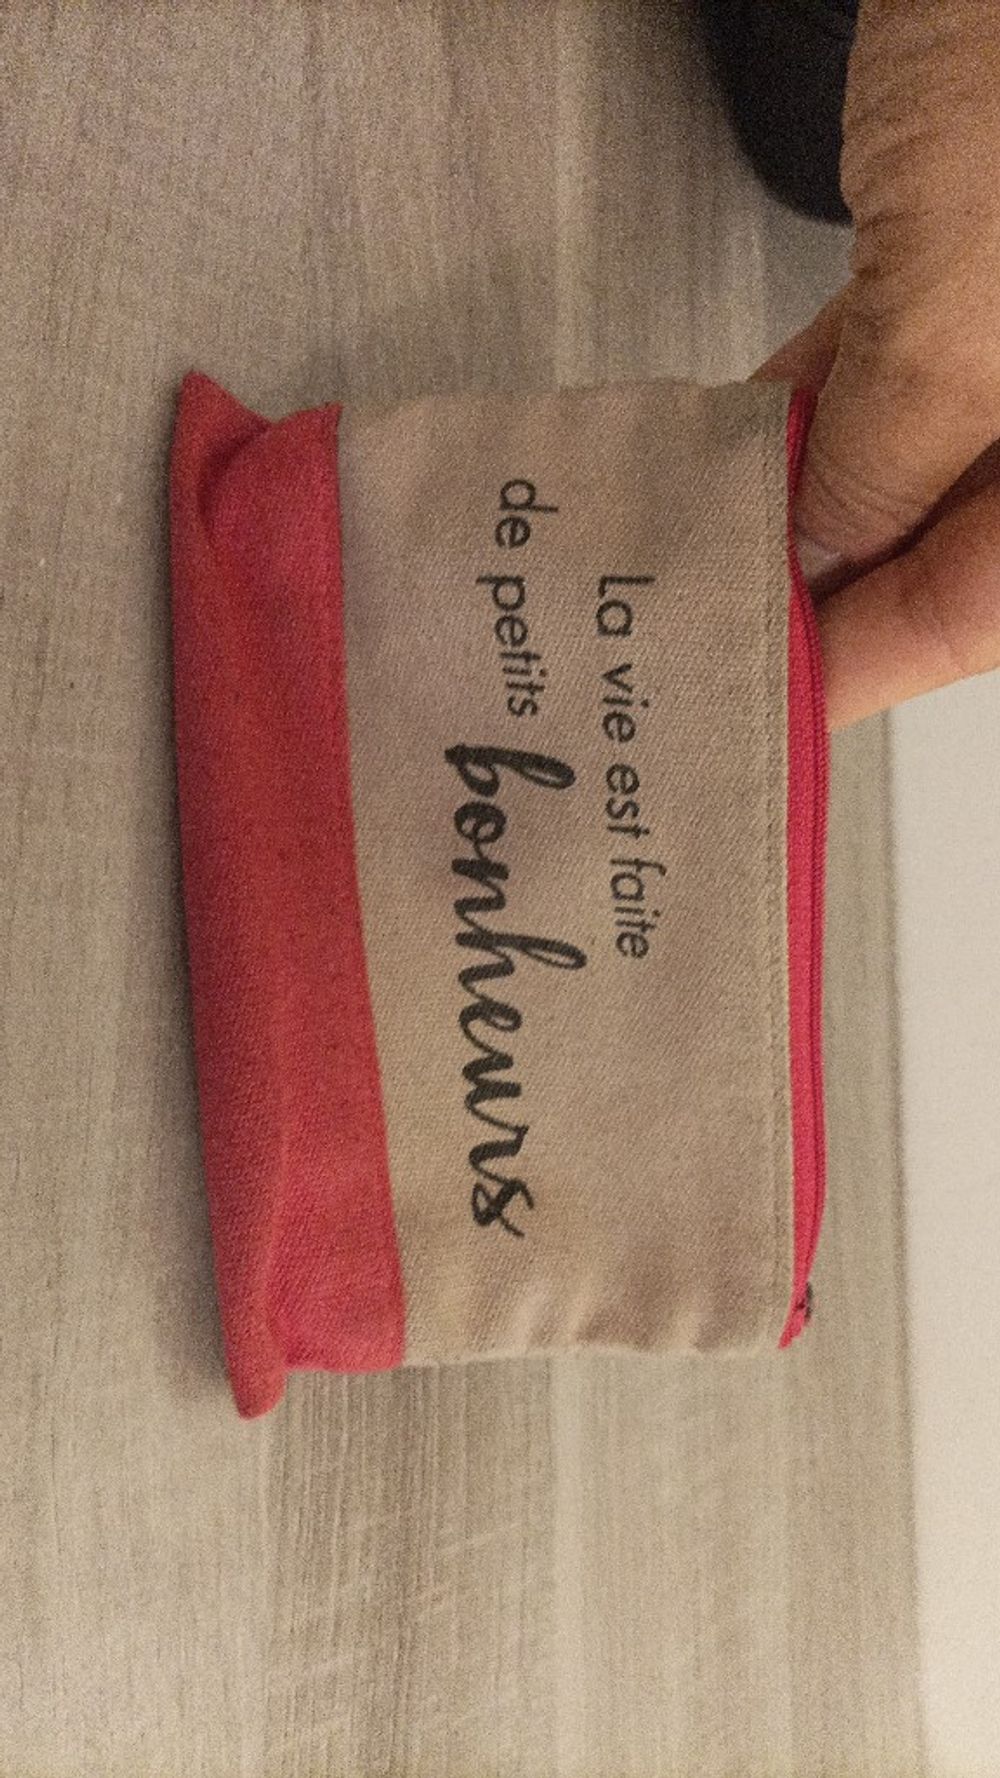 La vie est faite
de petits bonheurs